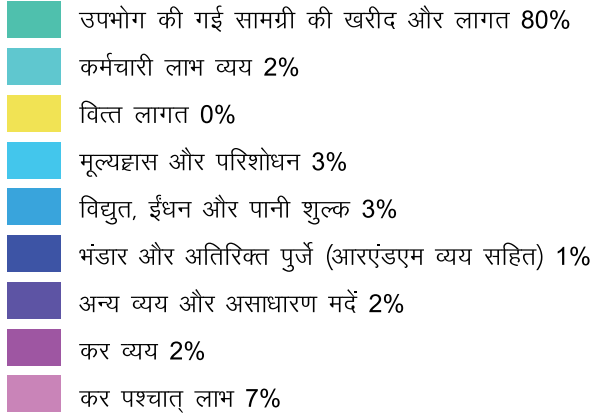 उपभोग की गई सामग्री की खरीद और लागत 80%
कर्मचारी लाभ व्यय 2%
वित्त लागत 0%
मूल्यह्रास और परिशोधन 3%
विद्युत, ईंधन और पानी शुल्क 3%
भंडार और अतिरिक्त पुर्जे (आरएंडएम व्यय सहित) 1%
अन्य व्यय और असाधारण मदें 2%
कर व्यय 2%
कर पश्चात् लाभ 7%